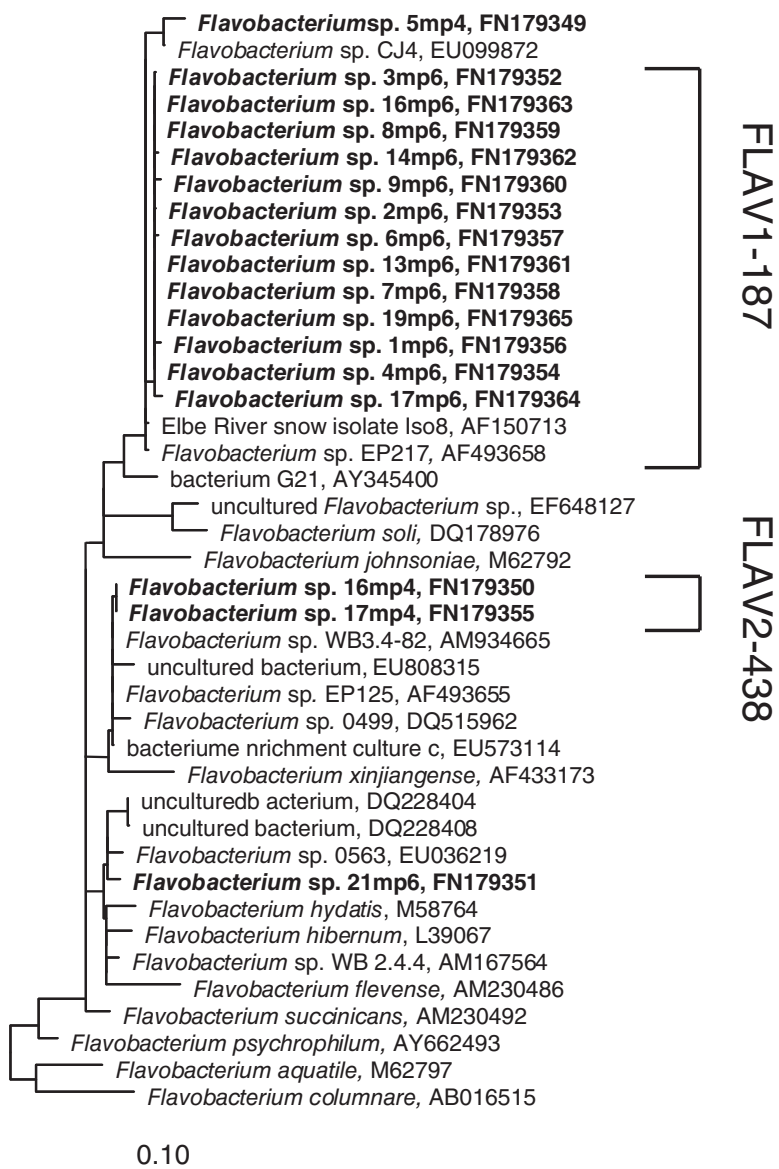 Flavobacteriumsp. 5mp4, FN179349
Flavobacterium sp. CJ4, EU099872
Flavobacterium sp. 3mp6, FN179352
Flavobacterium sp. 16mp6, FN179363
Flavobacterium sp. 8mp6, FN179359
Flavobacterium sp. 14mp6, FN179362
Flavobacterium sp. 9mp6, FN179360
Flavobacterium sp. 2mp6, FN179353
Flavobacterium sp. 6mp6, FN179357
Flavobacterium sp. 13mp6, FN179361
Flavobacterium sp. 7mp6, FN179358
Flavobacterium sp. 19mp6, FN179365
Flavobacterium sp. 1mp6, FN179356
Flavobacterium sp. 4mp6, FN179354
Flavobacterium sp. 17mp6, FN179364
Elbe River snow isolate Iso8, AF150713
Flavobacterium sp. EP217, AF493658
bacterium G21, AY345400
FLAV1-187
uncultured Flavobacterium sp., EF648127
Flavobacterium soli, DQ178976
Flavobacterium johnsoniae, M62792
Flavobacterium sp. 16mp4, FN179350
Flavobacterium sp. 17mp4, FN179355
FLAV2-438
Flavobacterium sp. WB3.4-82, AM934665
uncultured bacterium, EU808315
Flavobacterium sp. EP125, AF493655
Flavobacterium sp. 0499, DQ515962
bacteriume nrichment culture c, EU573114
Flavobacterium xinjiangense, AF433173
unculturedb acterium, DQ228404
uncultured bacterium, DQ228408
Flavobacterium sp. 0563, EU036219
Flavobacterium sp. 21mp6, FN179351
Flavobacterium hydatis, M58764
Flavobacterium hibernum, L39067
Flavobacterium sp. WB 2.4.4, AM167564
Flavobacterium flevense, AM230486
Flavobacterium succinicans, AM230492
Flavobacterium psychrophilum, AY662493
Flavobacterium aquatile, M62797
Flavobacterium columnare, AB016515
0.10